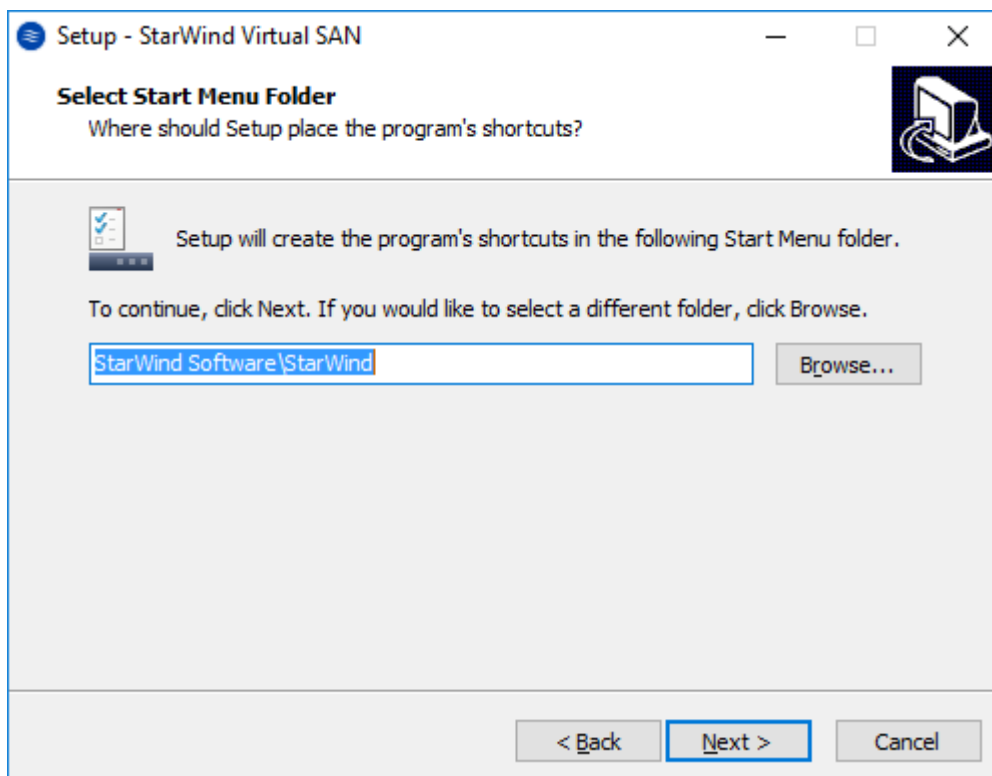 Setup - StarWind Virtual SAN
Select Start Menu Folder
Where should Setup place the program's shortcuts?
Setup will create the program's shortcuts in the following Start Menu folder.
To continue, click Next. If you would like to select a different folder, click Browse.
StarWind Software\StarWind
Browse...
< Back
Next >
Cancel